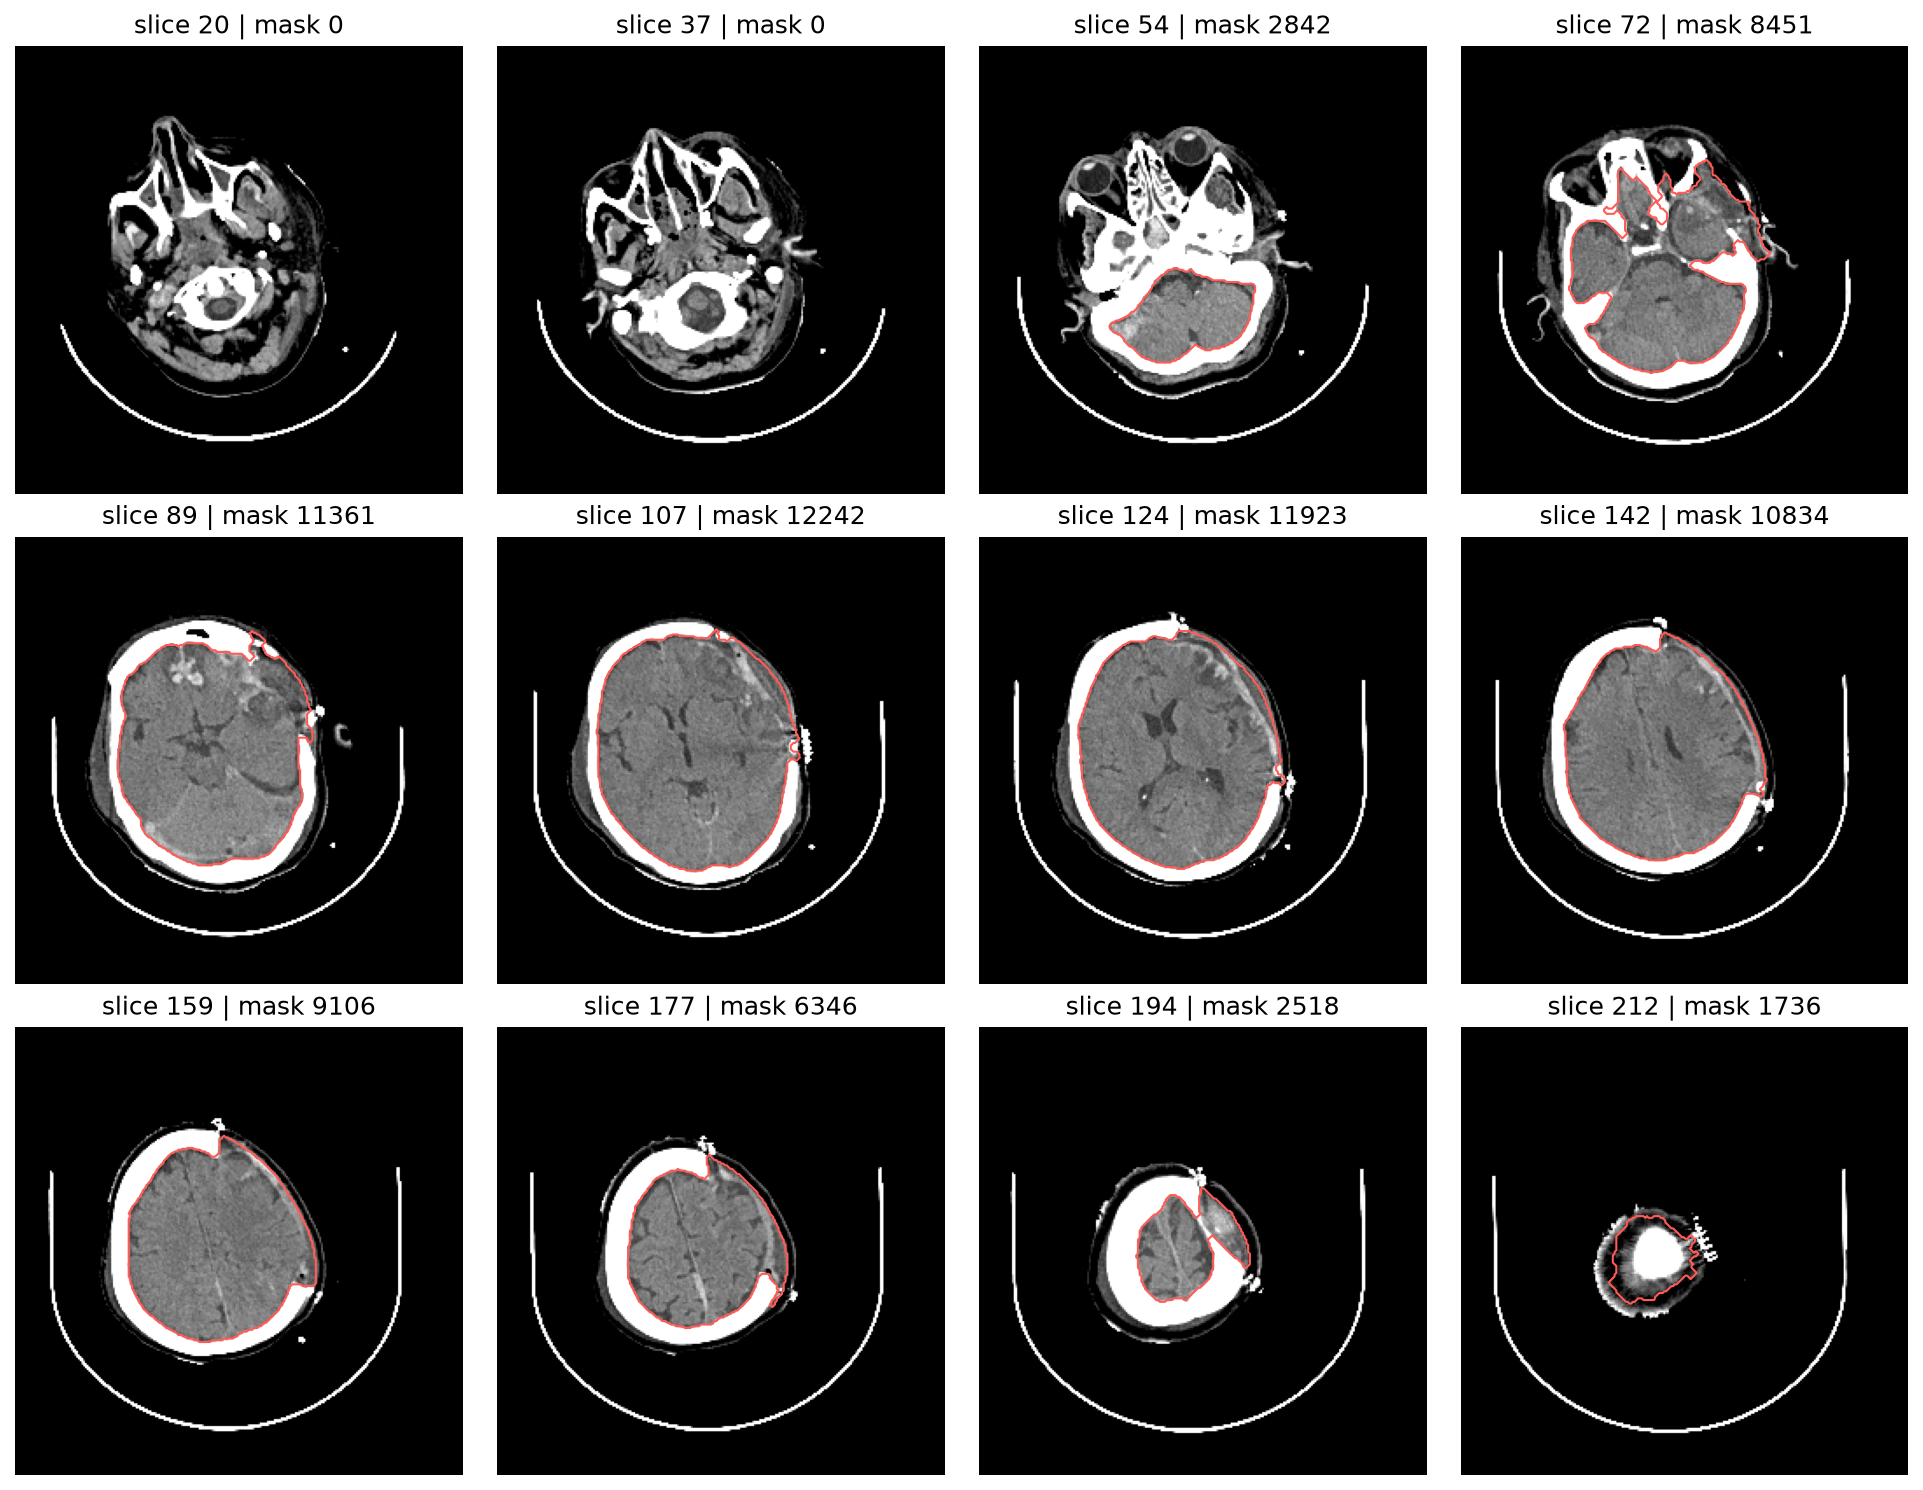 slice 20 | mask 0
slice 37 | mask 0
slice 54 | mask 2842
slice 72 | mask 8451
slice 89 | mask 11361
slice 107 | mask 12242
slice 124 | mask 11923
slice 142 | mask 10834
slice 159 | mask 9106
slice 177 | mask 6346
slice 194 | mask 2518
slice 212 | mask 1736